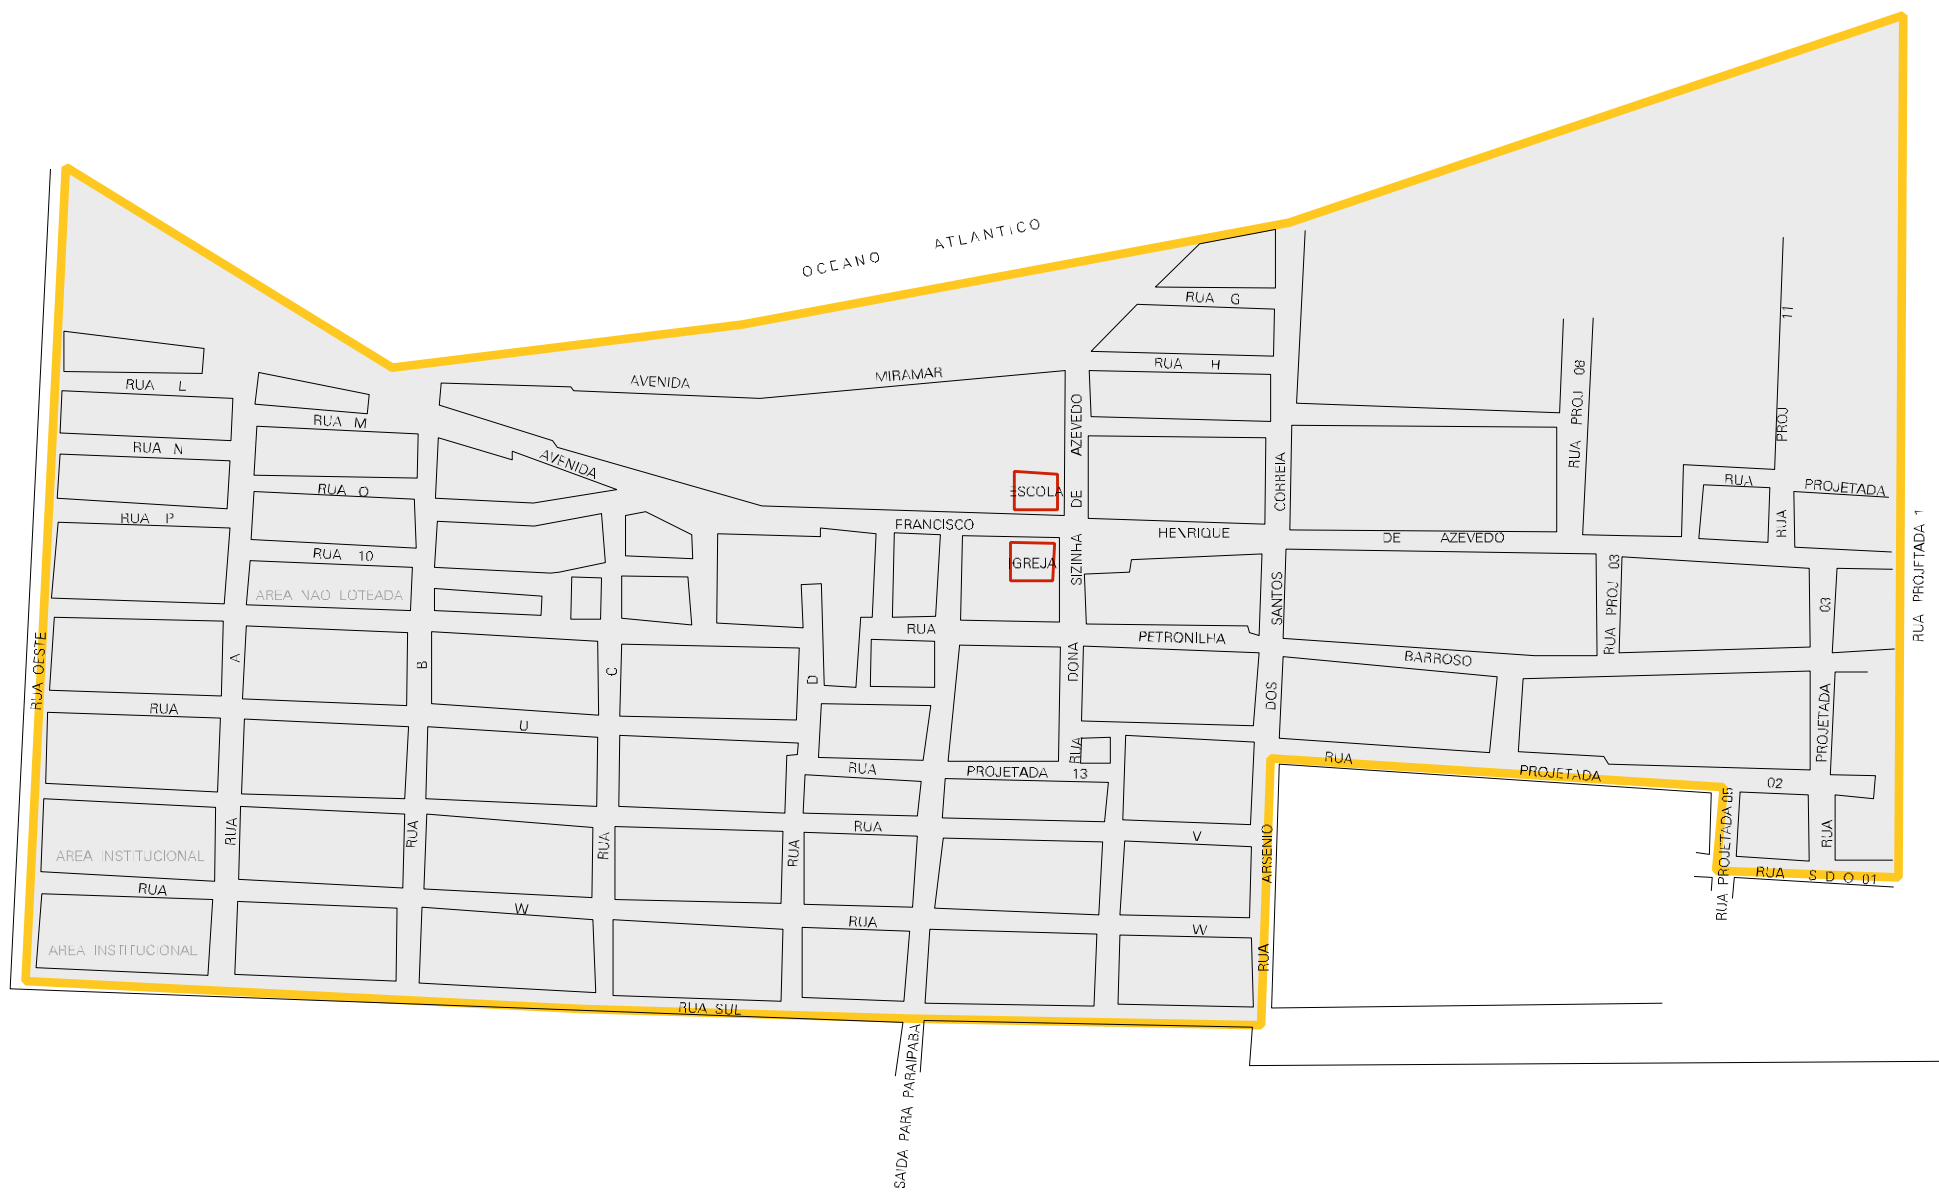 OCEANO ATLANTICO
RUA G
RUA H
AVENIDA MIRAMAR
RUA L
RUA M
RUA N
RUA O
RUA P
RUA 10
AREA NAO LOTEADA
AVENIDA FRANCISCO HENRIQUE DE AZEVEDO
ESCOLA
IGREJA
RUA PETRONILHA BARROSO
RUA DONA SIZINHA DE AZEVEDO
RUA ARSENIO DOS SANTOS CORREIA
RUA PROJ 08
RUA PROJ 11
RUA PROJETADA
RUA PROJ 03
RUA PROJETADA 03
RUA PROJETADA 1
RUA OESTE
RUA A
RUA B
RUA C
RUA D
RUA U
RUA PROJETADA 13
RUA PROJETADA 02
RUA V
AREA INSTITUCIONAL
RUA W
RUA W
AREA INSTITUCIONAL
RUA PROJETADA 05
RUA S D O 01
RUA SUL
SAIDA PARA PARAIPABA